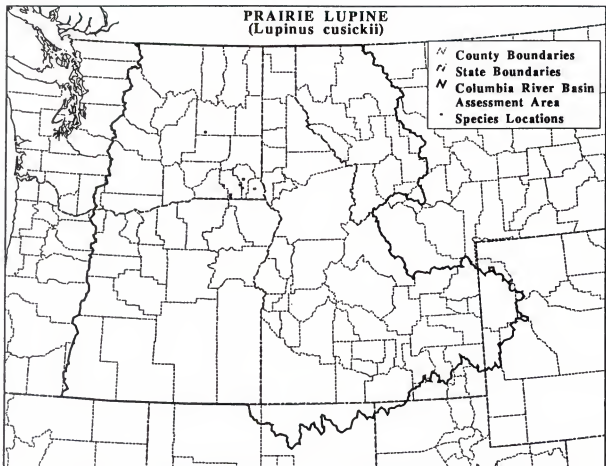 PRAIRIE LUPINE
(Lupinus cusickii)
County Boundaries
State Boundaries
Columbia River Basin
Assessment Area
Species Locations